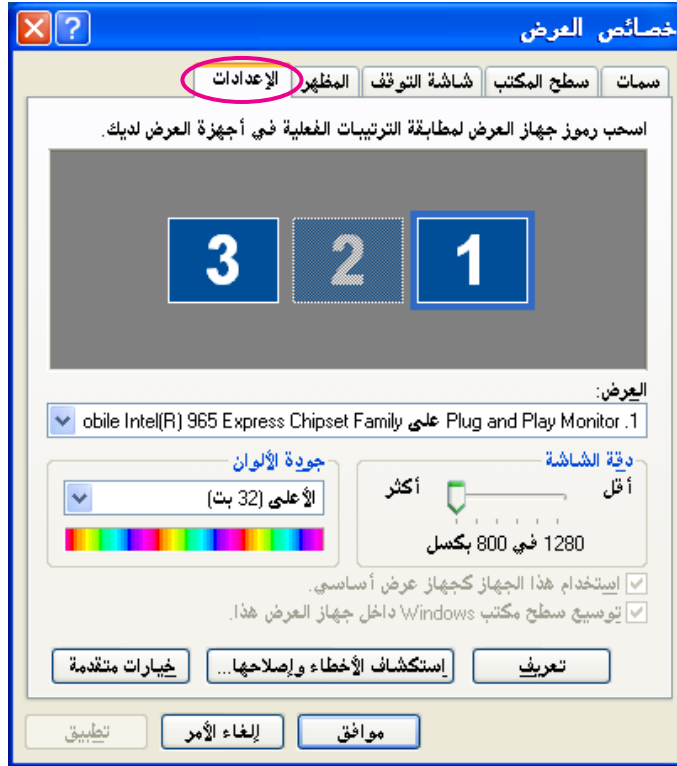 خصائص العرض
سمات
سطح المكتب
شاشة التوقف
المظهر
الإعدادات
اسحب رموز جهاز العرض لمطابقة الترتيبات الفعلية في أجهزة العرض لديك.
1
2
3
العرض:
1. Plug and Play Monitor على obile Intel(R) 965 Express Chipset Family
دقة الشاشة
أقل
أكثر
1280 في 800 بكسل
جودة الألوان
الأعلى (32 بت)
إستخدام هذا الجهاز كجهاز عرض أساسي.
توسيع سطح مكتب Windows داخل جهاز العرض هذا.
تعريف
إستكشاف الأخطاء وإصلاحها...
خيارات متقدمة
موافق
إلغاء الأمر
تطبيق